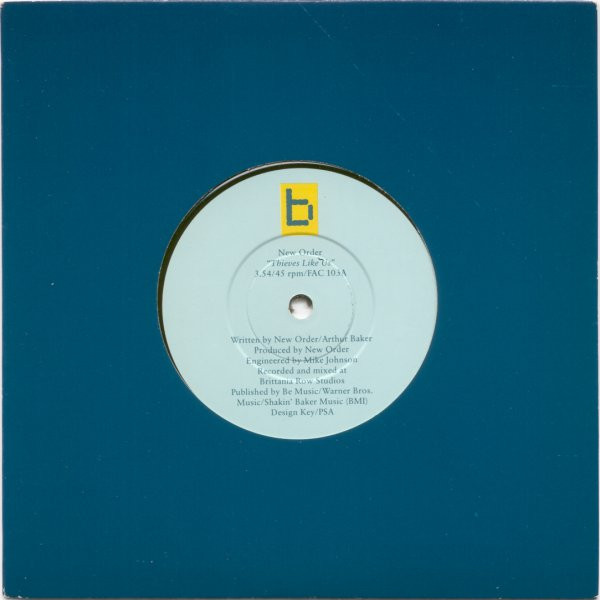 b
New Order
"Thieves Like Us"
3.54/45 rpm/FAC 103A
Written by New Order/Arthur Baker
Produced by New Order
Engineered by Mike Johnson
Recorded and mixed at
Brittania Row Studios
Published by Be Music/Warner Bros.
Music/Shakin' Baker Music (BMI)
Design Key/PSA